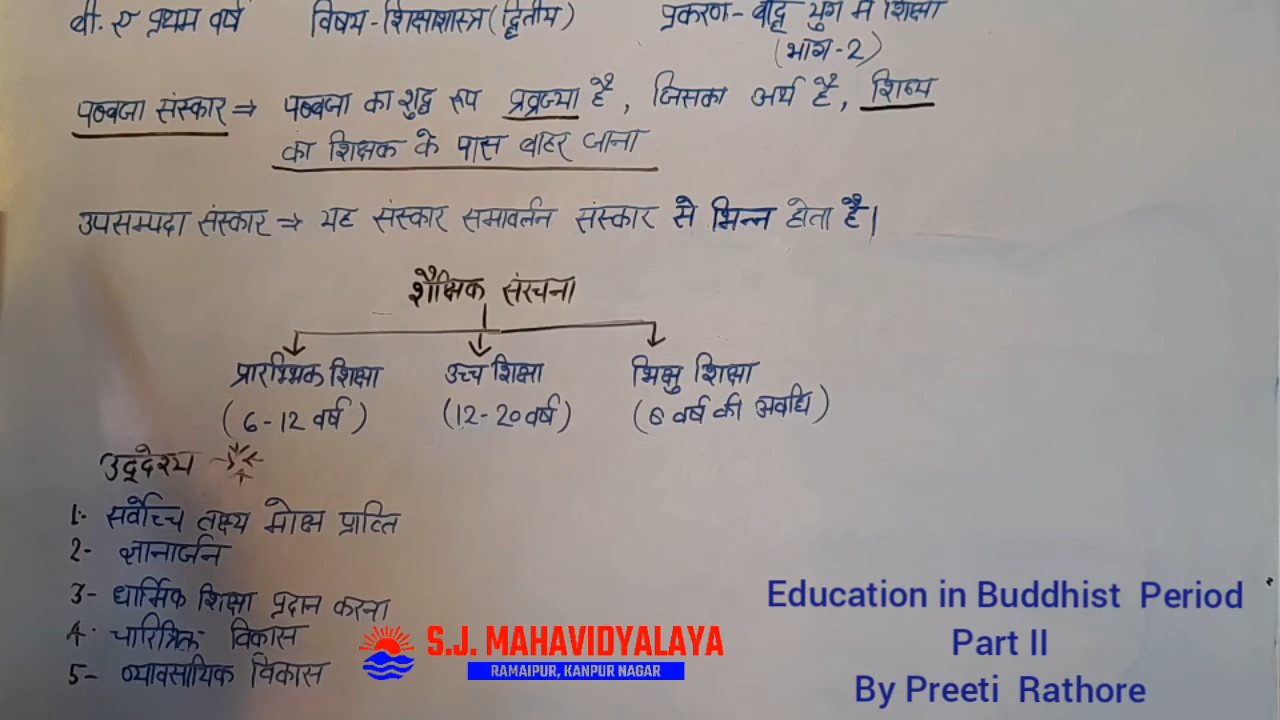 बी. ए प्रथम वर्ष विषय-शिक्षाशास्त्र(द्वितीय) प्रकरण- बौद्ध युग में शिक्षा
(भाग-2)
पब्बजा संस्कार ⇒ पब्बजा का शुद्ध रूप प्रव्रज्या है, जिसका अर्थ है, शिष्य
का शिक्षक के पास बाहर जाना
उपसम्पदा संस्कार ⇒ यह संस्कार समावर्तन संस्कार से भिन्न होता है।
शैक्षिक संरचना
प्रारम्भिक शिक्षा उच्च शिक्षा भिक्षु शिक्षा
(6-12 वर्ष) (12-20 वर्ष) (8 वर्ष की अवधि)
उद्देश्य
1- सर्वोच्च लक्ष्य मोक्ष प्राप्ति
2- ज्ञानार्जन
3- धार्मिक शिक्षा प्रदान करना
4- चारित्रिक विकास
5- व्यावसायिक विकास
S.J. MAHAVIDYALAYA
RAMAIPUR, KANPUR NAGAR
Education in Buddhist Period
Part II
By Preeti Rathore